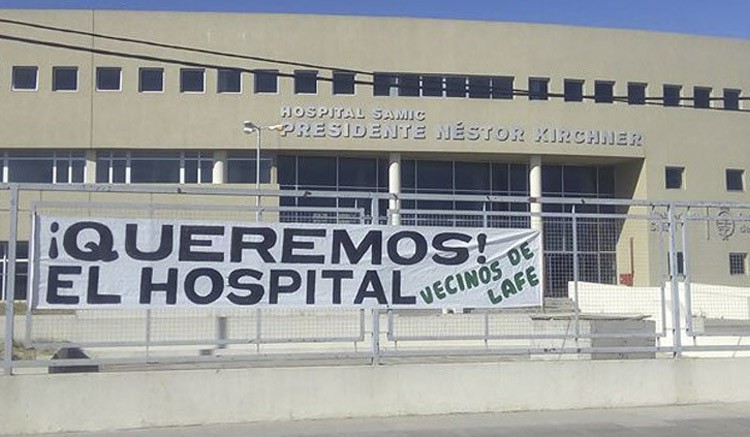 HOSPITAL SAMIC
PRESIDENTE NÉSTOR KIRCHNER
¡QUEREMOS!
EL HOSPITAL
VECINOS DE
LAFE